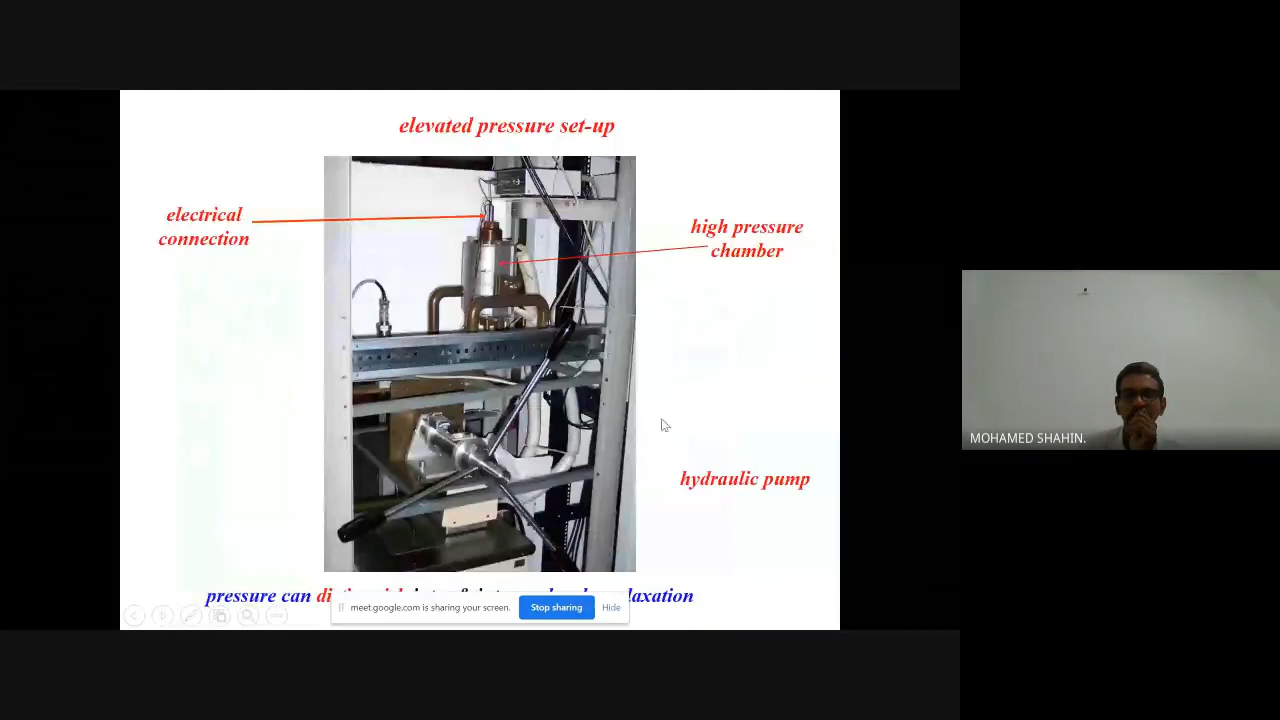 elevated pressure set-up
electrical
connection
high pressure
chamber
hydraulic pump
pressure can
meet.google.com is sharing your screen.
Stop sharing
Hide
MOHAMED SHAHIN.